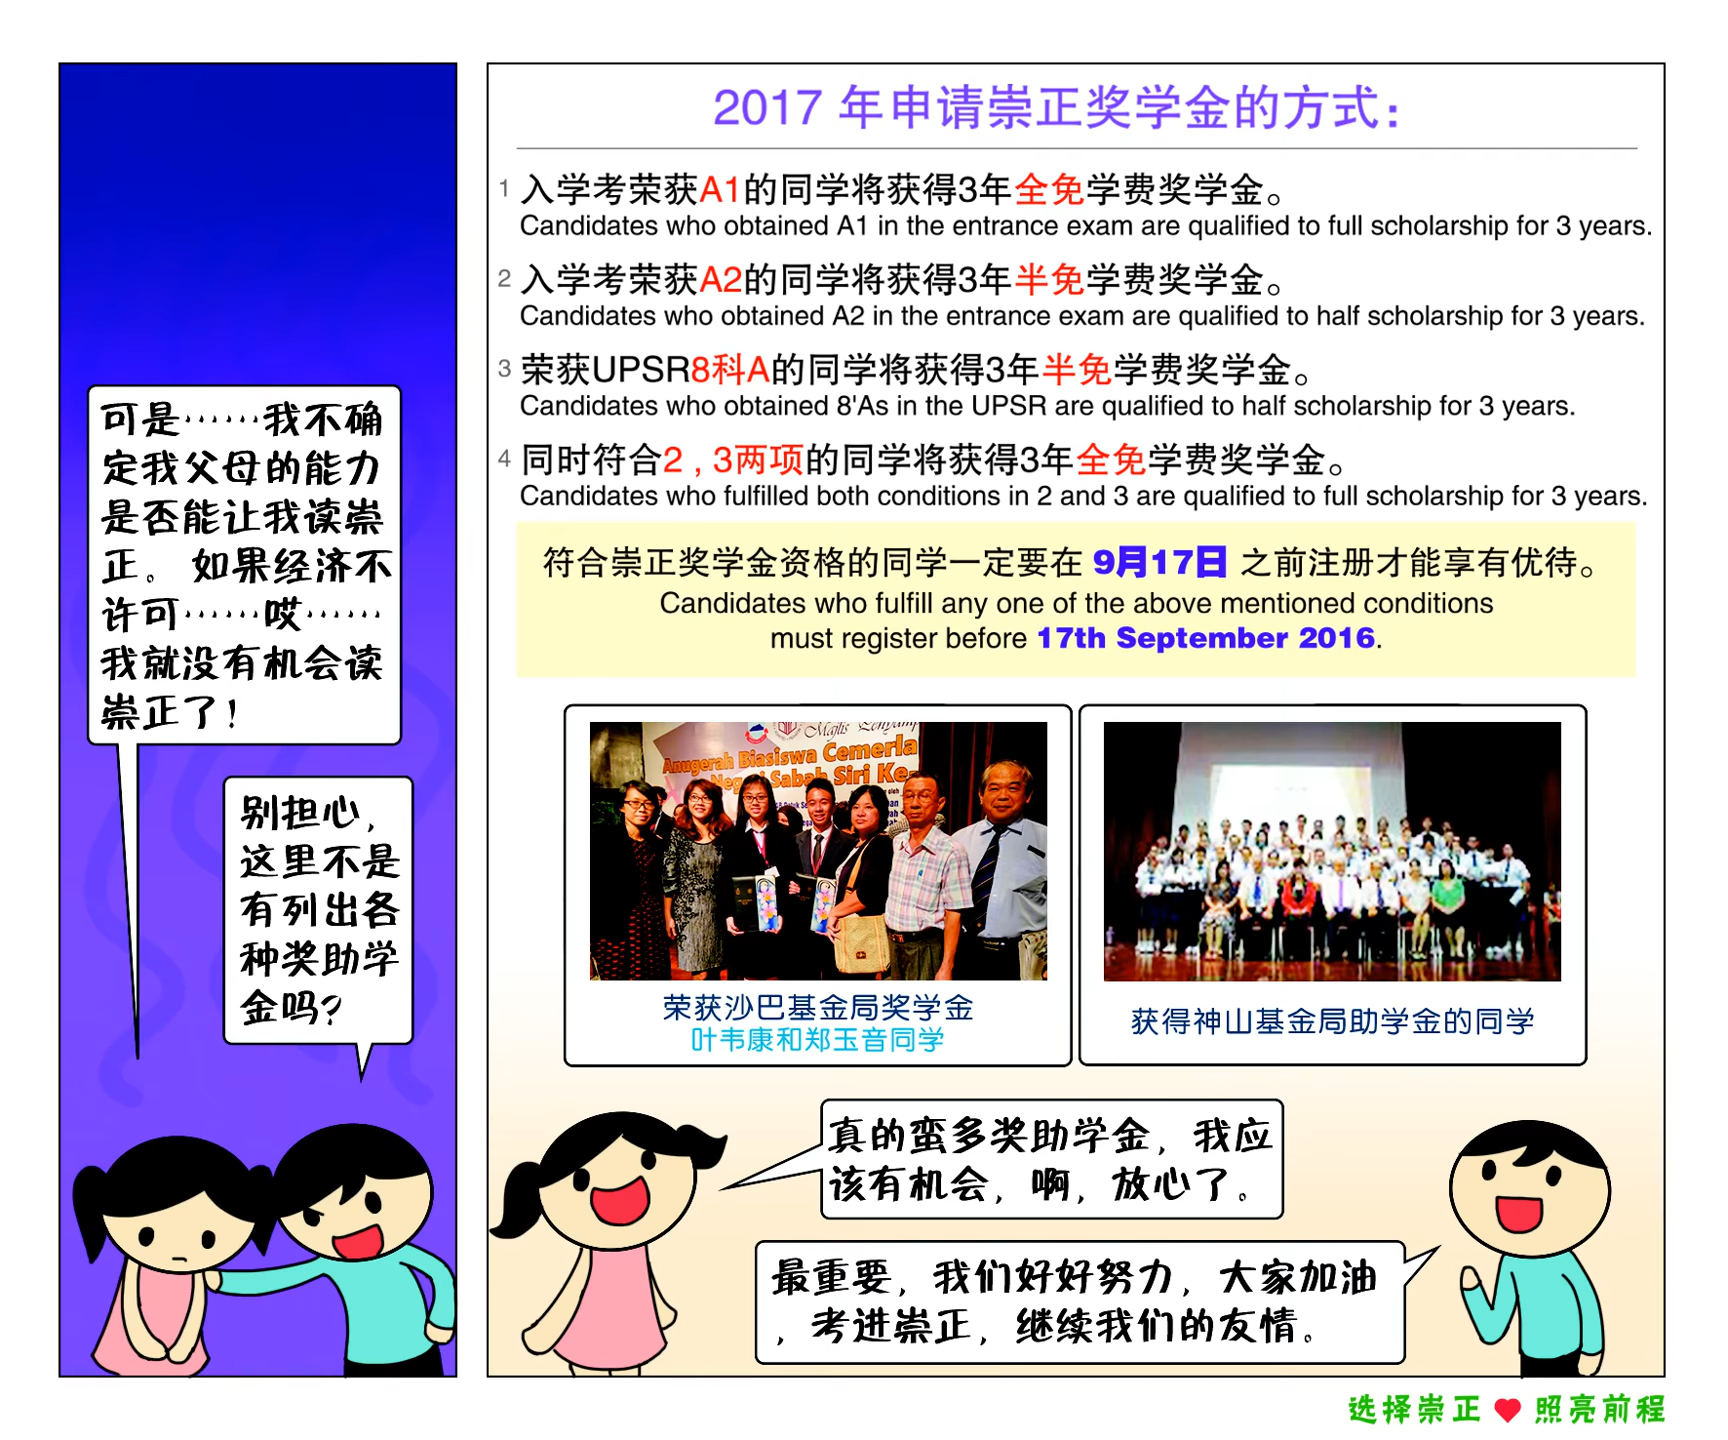 可是……我不确
定我父母的能力
是否能让我读崇
正。如果经济不
许可……哎……
我就没有机会读
崇正了!
别担心,
这里不是
有列出各
种奖助学
金吗?
2017 年申请崇正奖学金的方式:
1 入学考荣获A1的同学将获得3年全免学费奖学金。
Candidates who obtained A1 in the entrance exam are qualified to full scholarship for 3 years.
2 入学考荣获A2的同学将获得3年半免学费奖学金。
Candidates who obtained A2 in the entrance exam are qualified to half scholarship for 3 years.
3 荣获UPSR8科A的同学将获得3年半免学费奖学金。
Candidates who obtained 8'As in the UPSR are qualified to half scholarship for 3 years.
4 同时符合2 , 3两项的同学将获得3年全免学费奖学金。
Candidates who fulfilled both conditions in 2 and 3 are qualified to full scholarship for 3 years.
符合崇正奖学金资格的同学一定要在 9月17日 之前注册才能享有优待。
Candidates who fulfill any one of the above mentioned conditions
must register before 17th September 2016.
Majlis
Anugerah Biasiswa Cemerla
Negeri Sabah Siri Ke
荣获沙巴基金局奖学金
叶韦康和郑玉音同学
获得神山基金局助学金的同学
真的蛮多奖助学金, 我应
该有机会, 啊, 放心了。
最重要, 我们好好努力, 大家加油
, 考进崇正, 继续我们的友情。
选择崇正 ♥ 照亮前程